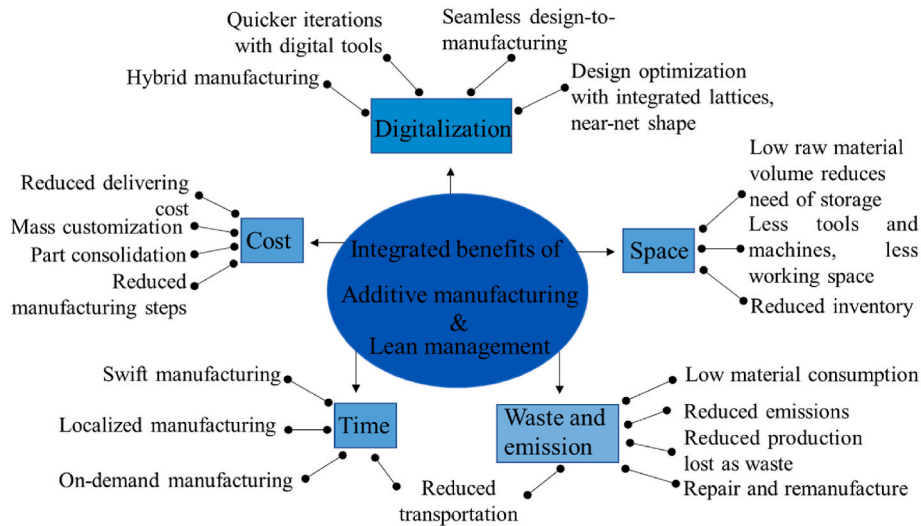 Quicker iterations
with digital tools
Seamless design-to-
manufacturing
Hybrid manufacturing
Design optimization
with integrated lattices,
near-net shape
Digitalization
Reduced delivering
cost
Mass customization
Part consolidation
Reduced
manufacturing steps
Cost
Integrated benefits of
Additive manufacturing
&
Lean management
Space
Low raw material
volume reduces
need of storage
Less tools and
machines, less
working space
Reduced inventory
Swift manufacturing
Localized manufacturing
On-demand manufacturing
Time
Reduced
transportation
Waste and
emission
Low material consumption
Reduced emissions
Reduced production
lost as waste
Repair and remanufacture